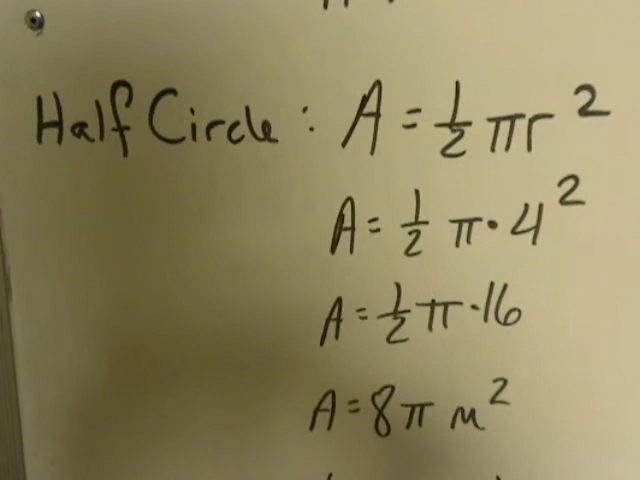 Half Circle: A = 1/2 πr²
A = 1/2 π · 4²
A = 1/2 π · 16
A = 8π m²